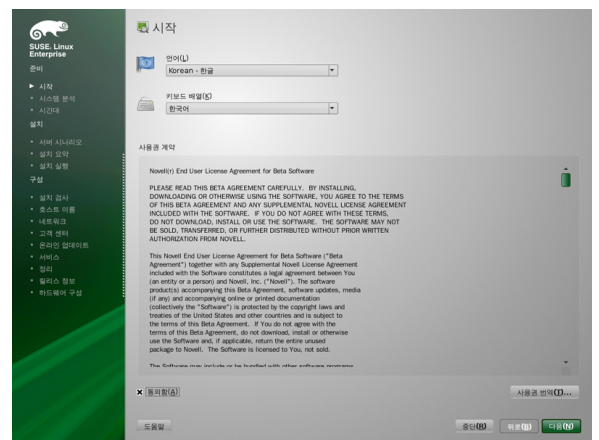 SUSE. Linux
Enterprise
준비
시작
시스템 분석
시간대
설치
서버 시나리오
설치 요약
설치 실행
구성
설치 검사
호스트 이름
네트워크
고객 센터
온라인 업데이트
서비스
정리
릴리스 정보
하드웨어 구성
시작
언어(L)
Korean - 한글
키보드 배열(K)
한국어
사용권 계약
Novell(r) End User License Agreement for Beta Software
PLEASE READ THIS BETA AGREEMENT CAREFULLY. BY INSTALLING,
DOWNLOADING OR OTHERWISE USING THE SOFTWARE, YOU AGREE TO THE TERMS
OF THIS BETA AGREEMENT AND ANY SUPPLEMENTAL NOVELL LICENSE AGREEMENT
INCLUDED WITH THE SOFTWARE. IF YOU DO NOT AGREE WITH THESE TERMS,
DO NOT DOWNLOAD, INSTALL OR USE THE SOFTWARE. THE SOFTWARE MAY NOT
BE SOLD, TRANSFERRED, OR FURTHER DISTRIBUTED WITHOUT PRIOR WRITTEN
AUTHORIZATION FROM NOVELL.
This Novell End User License Agreement for Beta Software ("Beta
Agreement") together with any Supplemental Novell License Agreement
included with the Software constitutes a legal agreement between You
(an entity or a person) and Novell, Inc. ("Novell"). The software
product(s) accompanying this Beta Agreement, software updates, media
(if any) and accompanying online or printed documentation
(collectively the "Software") is protected by the copyright laws and
treaties of the United States and other countries and is subject to
the terms of this Beta Agreement. If You do not agree with the
terms of this Beta Agreement, do not download, install or otherwise
use the Software and, if applicable, return the entire unused
package to Novell. The Software is licensed to You, not sold.
The Software may include or be bundled with other software programs
동의함(A)
사용권 번역(T)...
도움말
중단(R)
뒤로(B)
다음(N)